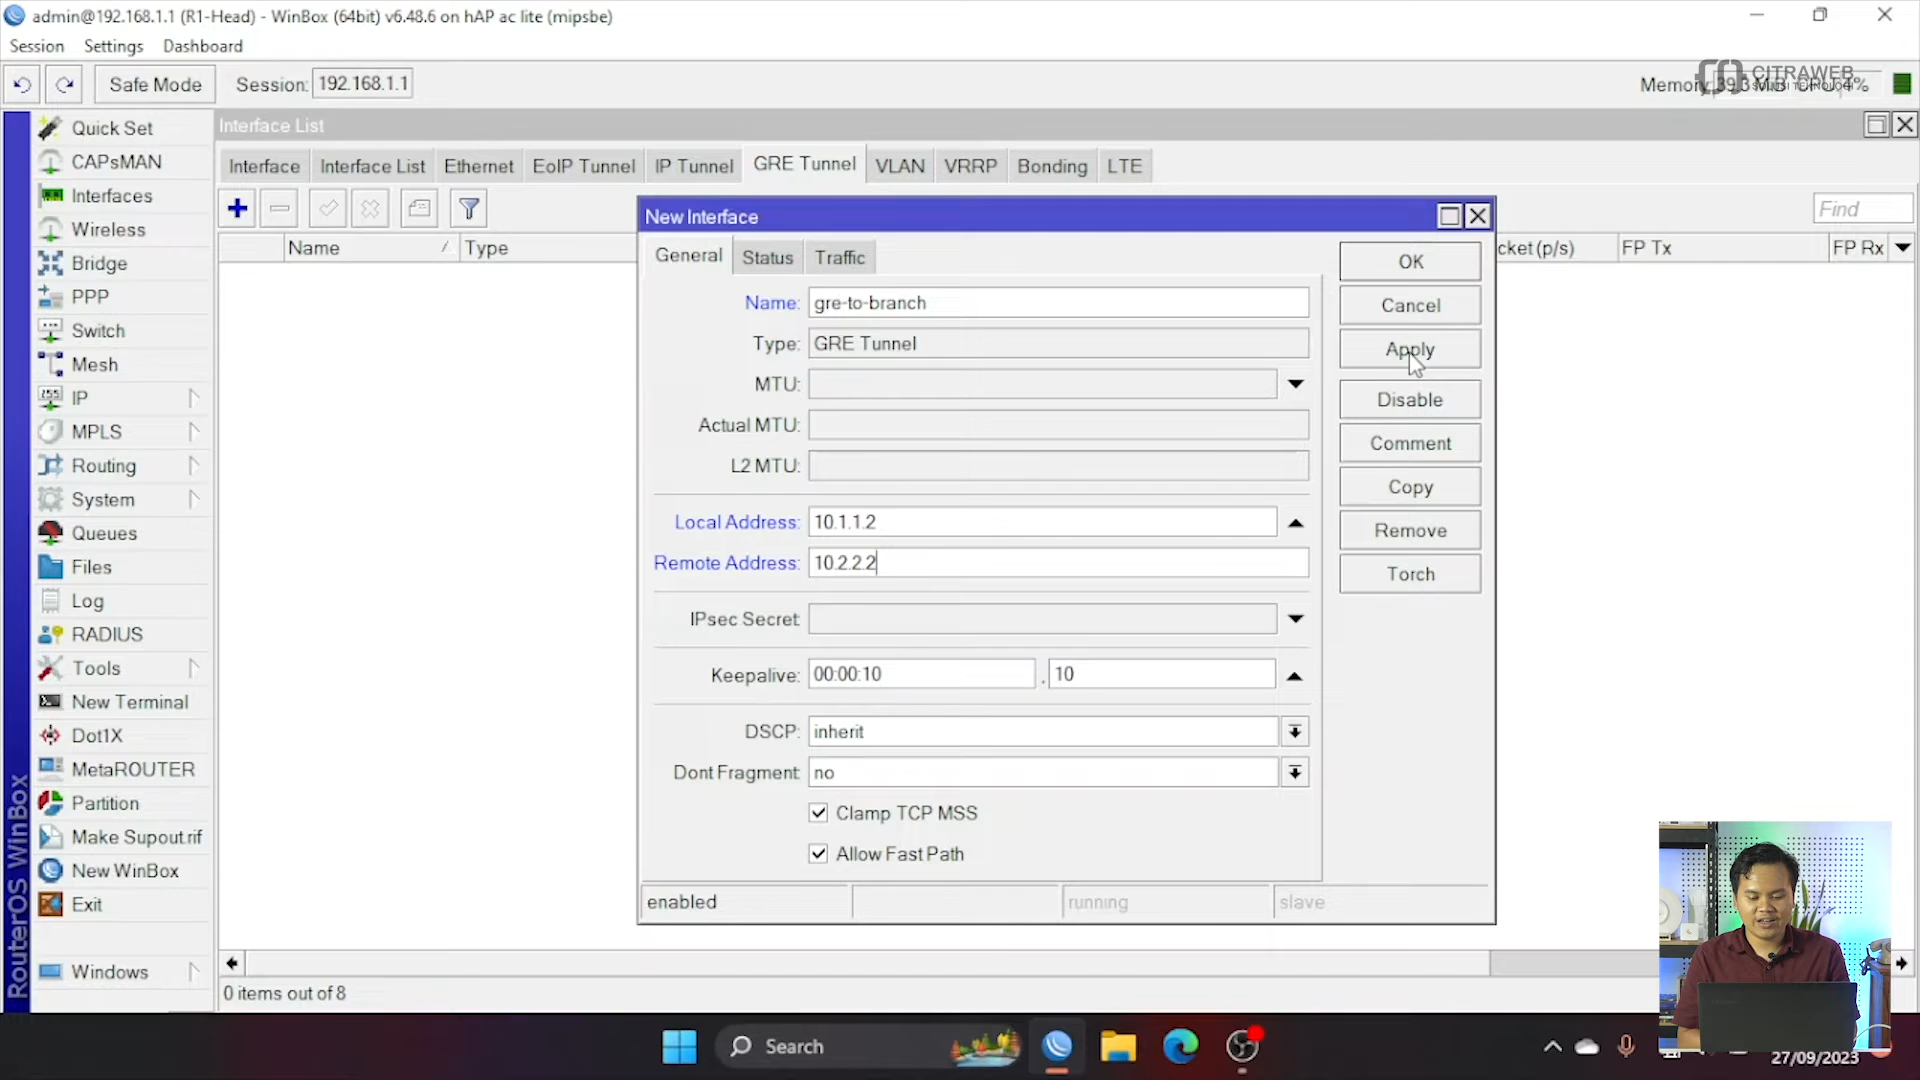 admin@192.168.1.1 (R1-Head) - WinBox (64bit) v6.48.6 on hAP ac lite (mipsbe)
Session Settings Dashboard
Safe Mode Session: 192.168.1.1
CITRAWEB
SOLUSI TEKNOLOGI
Quick Set
CAPsMAN
Interfaces
Wireless
Bridge
PPP
Switch
Mesh
IP
MPLS
Routing
System
Queues
Files
Log
RADIUS
Tools
New Terminal
Dot1X
MetaROUTER
Partition
Make Supout.rif
New WinBox
Exit
Windows
RouterOS WinBox
Interface List
Interface Interface List Ethernet EoIP Tunnel IP Tunnel GRE Tunnel VLAN VRRP Bonding LTE
Find
Name Type cket (p/s) FP Tx FP Rx
New Interface
General Status Traffic
Name: gre-to-branch
Type: GRE Tunnel
MTU:
Actual MTU:
L2 MTU:
Local Address: 10.1.1.2
Remote Address: 10.2.2.2
IPsec Secret:
Keepalive: 00:00:10 , 10
DSCP: inherit
Dont Fragment: no
Clamp TCP MSS
Allow Fast Path
enabled running slave
OK
Cancel
Apply
Disable
Comment
Copy
Remove
Torch
0 items out of 8
Search
27/09/2023